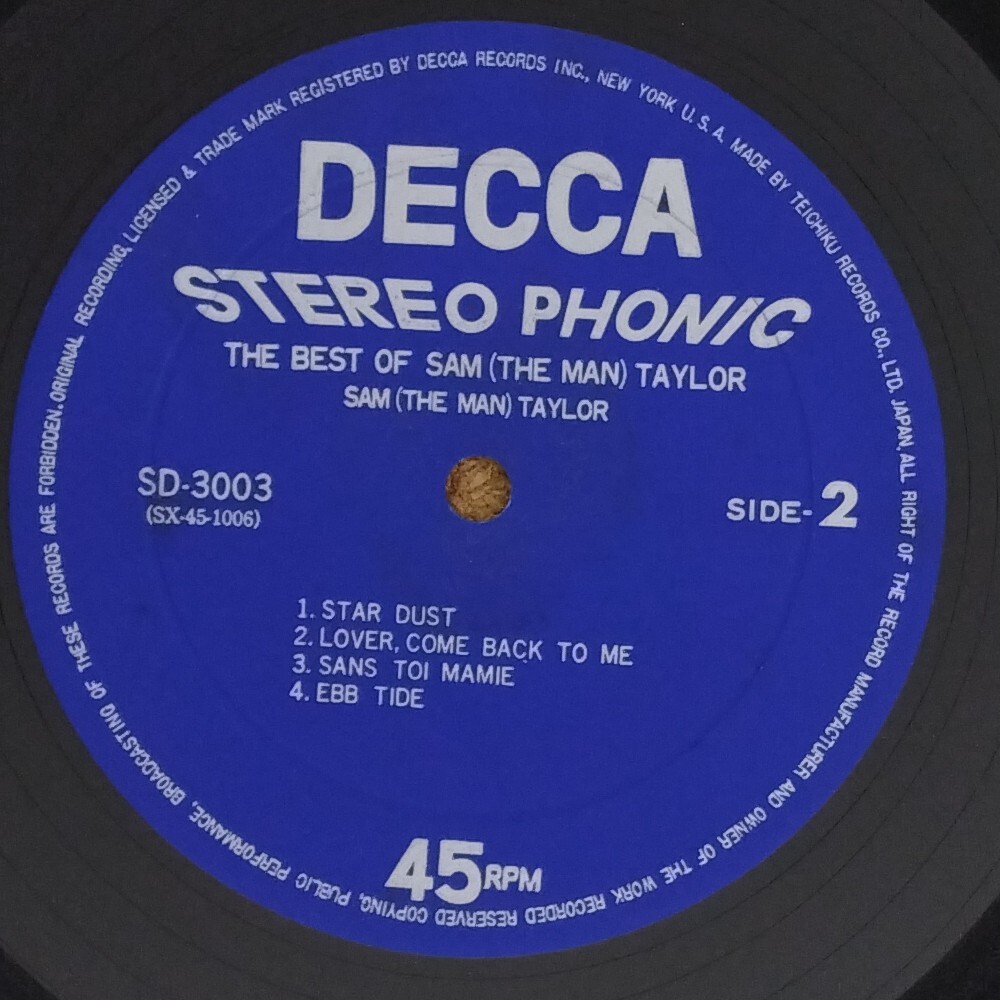 DECCA
STEREO PHONIC
THE BEST OF SAM (THE MAN) TAYLOR
SAM (THE MAN) TAYLOR
SD-3003
(SX-45-1006)
SIDE-2
1. STAR DUST
2. LOVER, COME BACK TO ME
3. SANS TOI MAMIE
4. EBB TIDE
45 RPM
ORIGINAL RECORDING, LICENSED & TRADE MARK REGISTERED BY DECCA RECORDS INC., NEW YORK U. S. A. MADE BY TEICHIKU RECORDS CO., LTD. JAPAN, ALL RIGHT OF THE RECORD MANUFACTURER AND OWNER OF THE WORK RECORDED RESERVED COPYING, PUBLIC PERFORMANCE, BROADCASTING OF THESE RECORDS ARE FORBIDDEN.